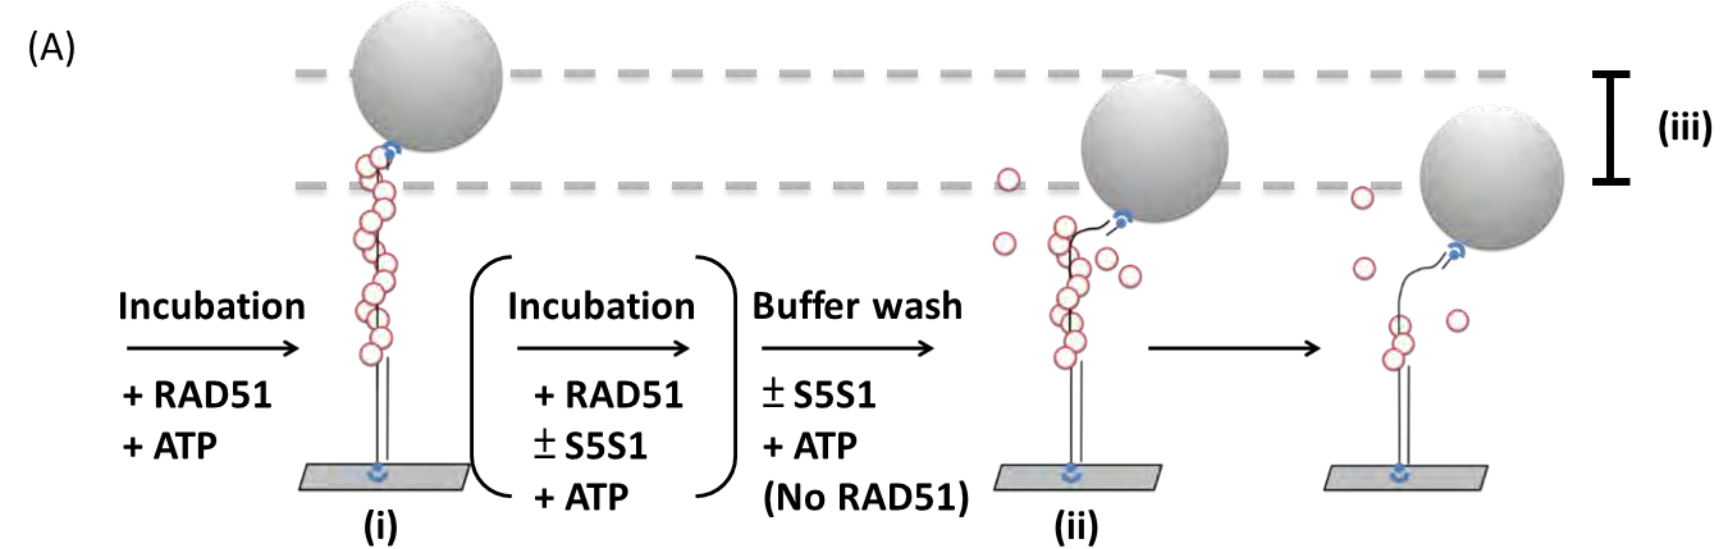 (A)
(iii)
Incubation
+ RAD51
+ ATP
(i)
Incubation
+ RAD51
± S5S1
+ ATP
Buffer wash
± S5S1
+ ATP
(No RAD51)
(ii)